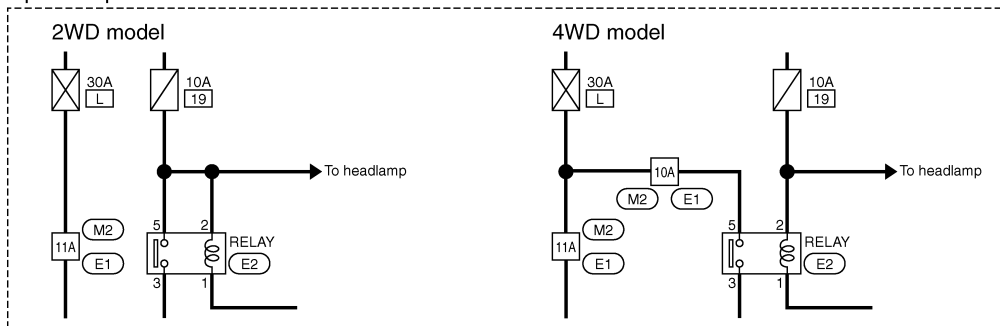 2WD model
4WD model
30A
L
10A
19
30A
L
10A
19
To headlamp
10A
To headlamp
M2
E1
M2
5
2
M2
5
2
11A
RELAY
11A
RELAY
E1
E2
E1
E2
3
1
3
1